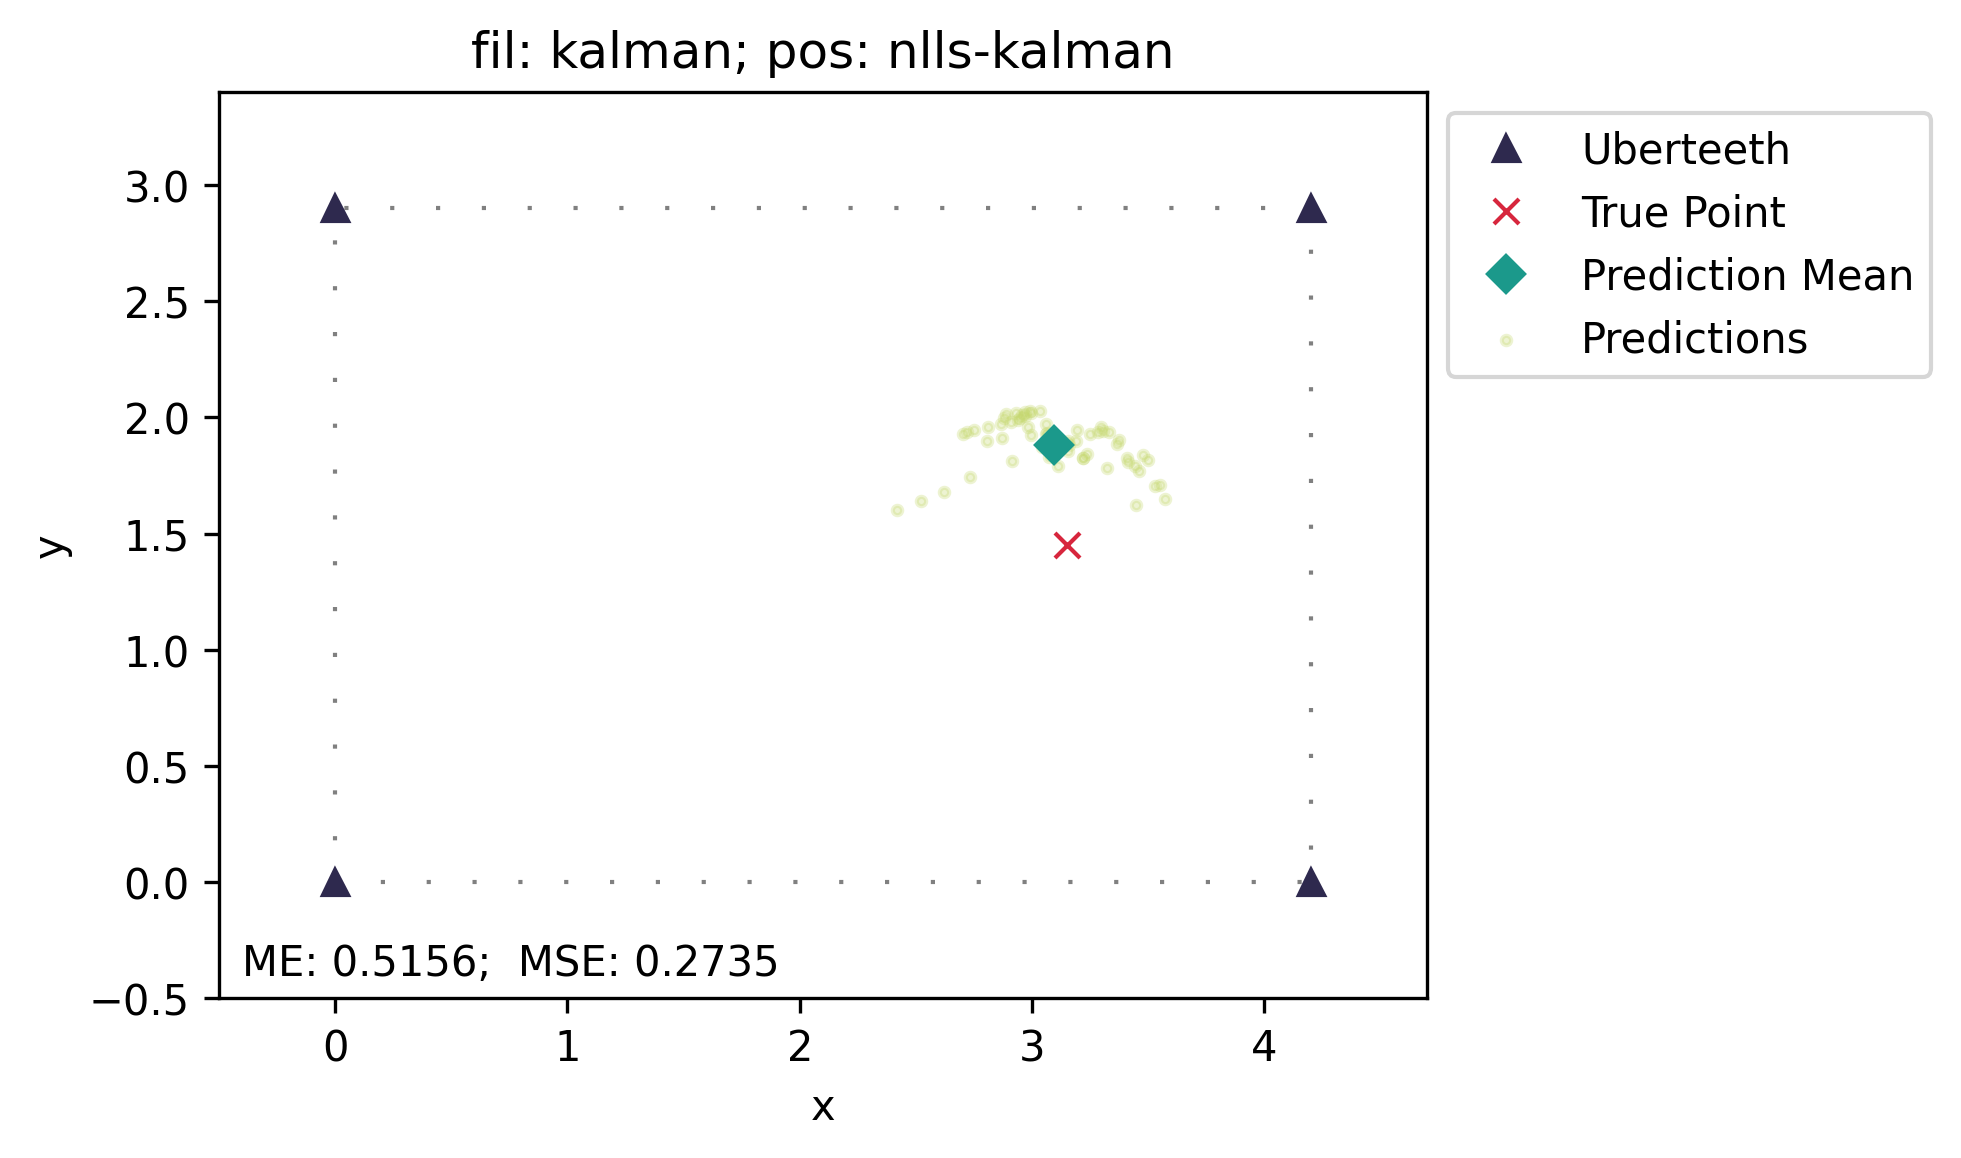 fil: kalman; pos: nlls-kalman
Uberteeth
True Point
Prediction Mean
Predictions
3.0
2.5
2.0
1.5
1.0
0.5
0.0
−0.5
y
ME: 0.5156;  MSE: 0.2735
0 1 2 3 4
x